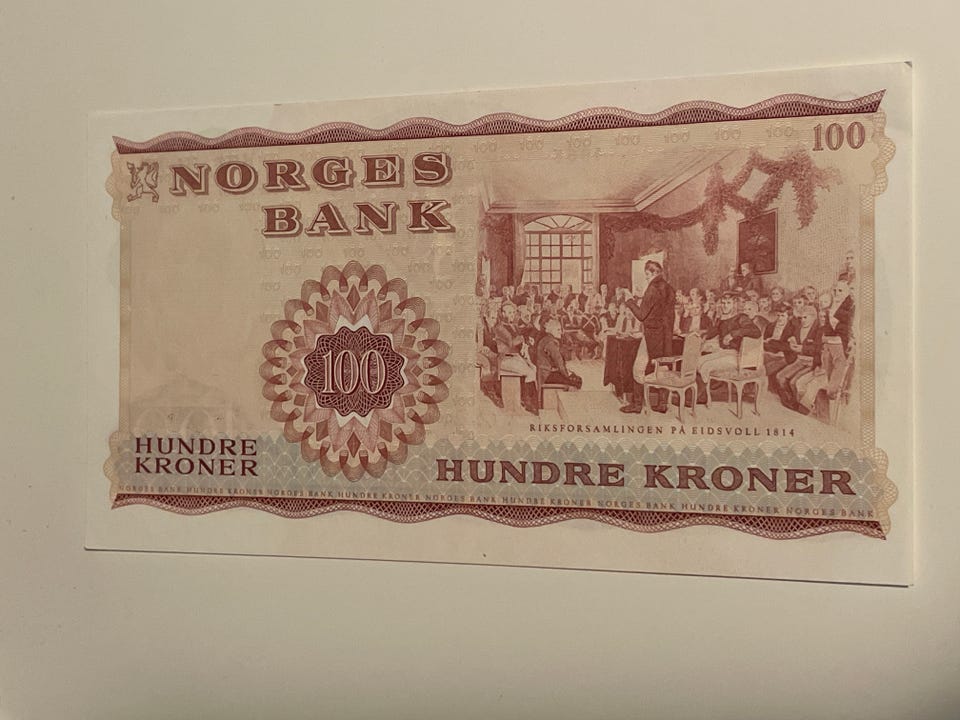 NORGES
BANK
100
100
RIKSFORSAMLINGEN PÅ EIDSVOLL 1814
HUNDRE
KRONER
HUNDRE KRONER
NORGES BANK HUNDRE KRONER NORGES BANK HUNDRE KRONER NORGES BANK HUNDRE KRONER NORGES BANK HUNDRE KRONER NORGES BANK